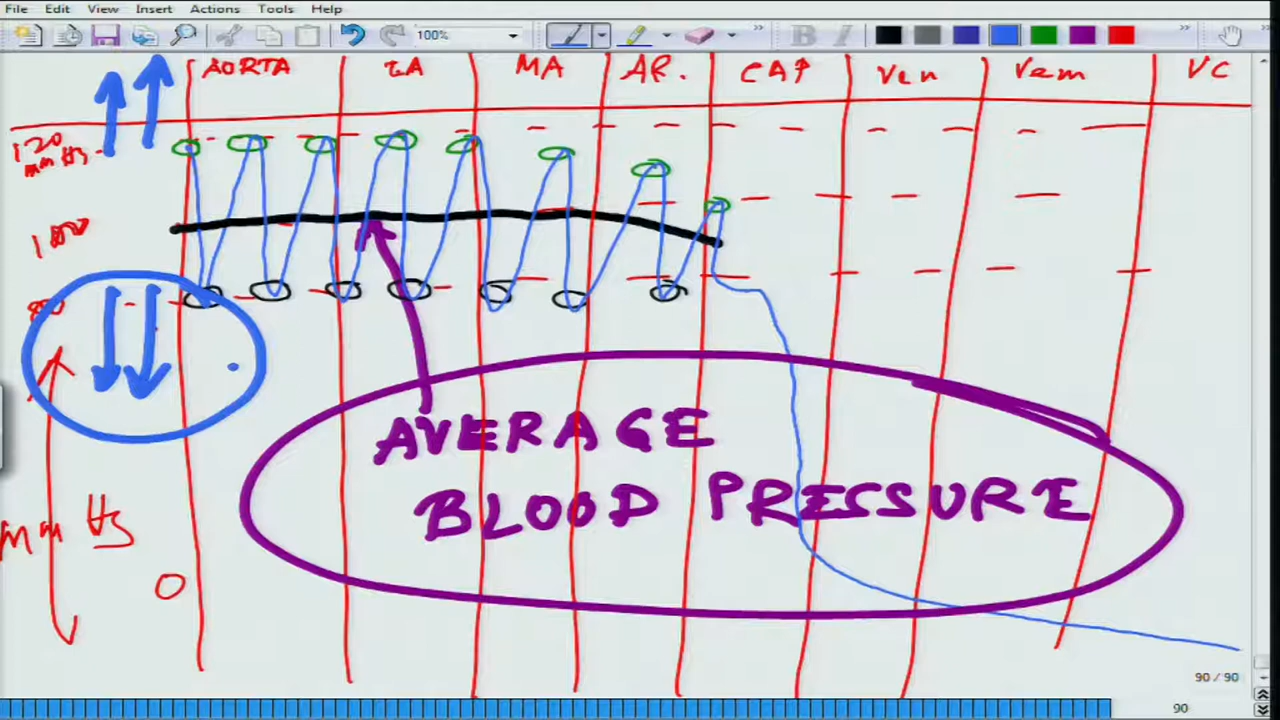 File Edit View Insert Actions Tools Help
100%
AORTA LA MA AR. CAP Ven Vem VC
120
mm Hg
100
80
AVERAGE
BLOOD PRESSURE
mm Hg
0
90 / 90
90